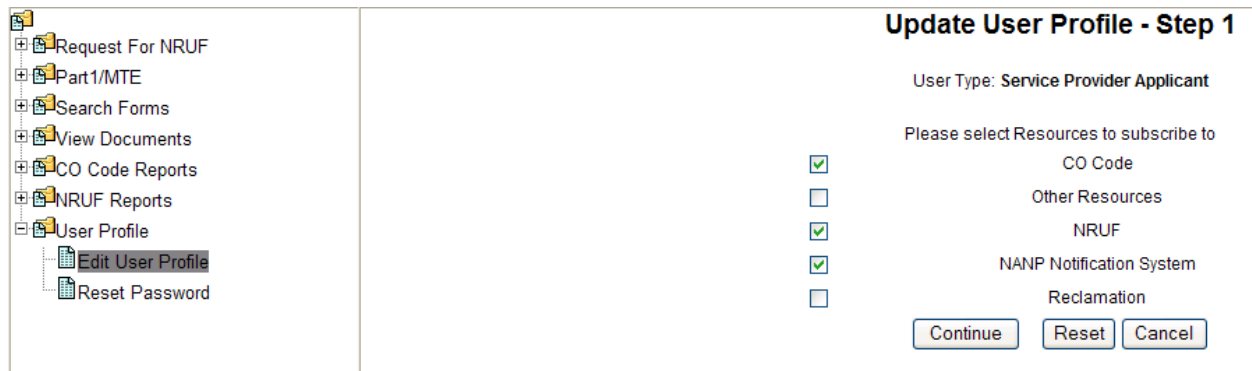 Request For NRUF
Part1/MTE
Search Forms
View Documents
CO Code Reports
NRUF Reports
User Profile
Edit User Profile
Reset Password
Update User Profile - Step 1
User Type: Service Provider Applicant
Please select Resources to subscribe to
CO Code
Other Resources
NRUF
NANP Notification System
Reclamation
Continue Reset Cancel